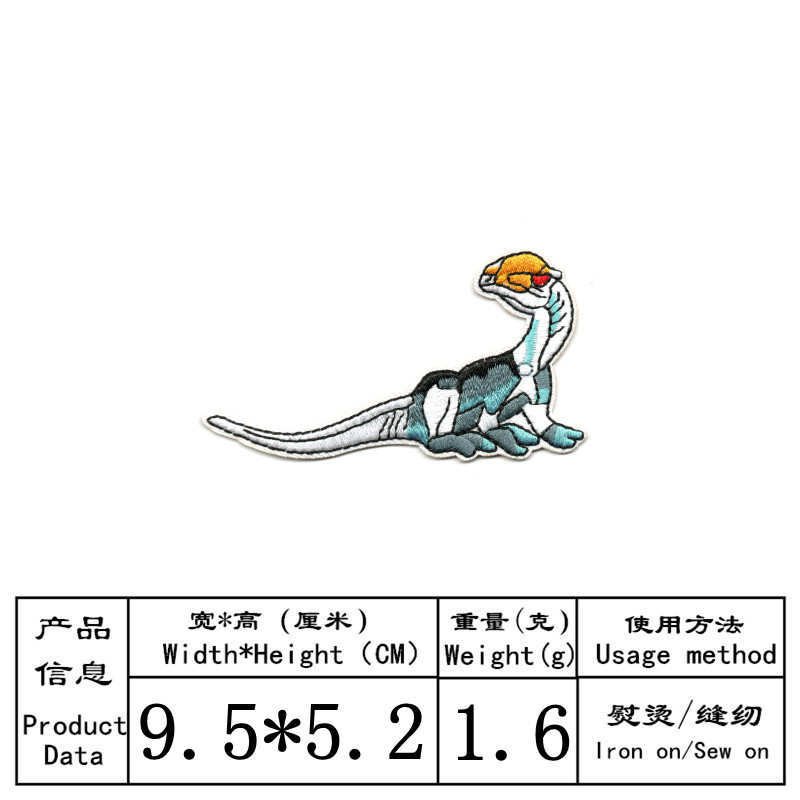 产品
信息
Product
Data
宽*高（厘米）
Width*Height（CM）
9.5*5.2
重量(克)
Weight(g)
1.6
使用方法
Usage method
熨烫/缝纫
Iron on/Sew on